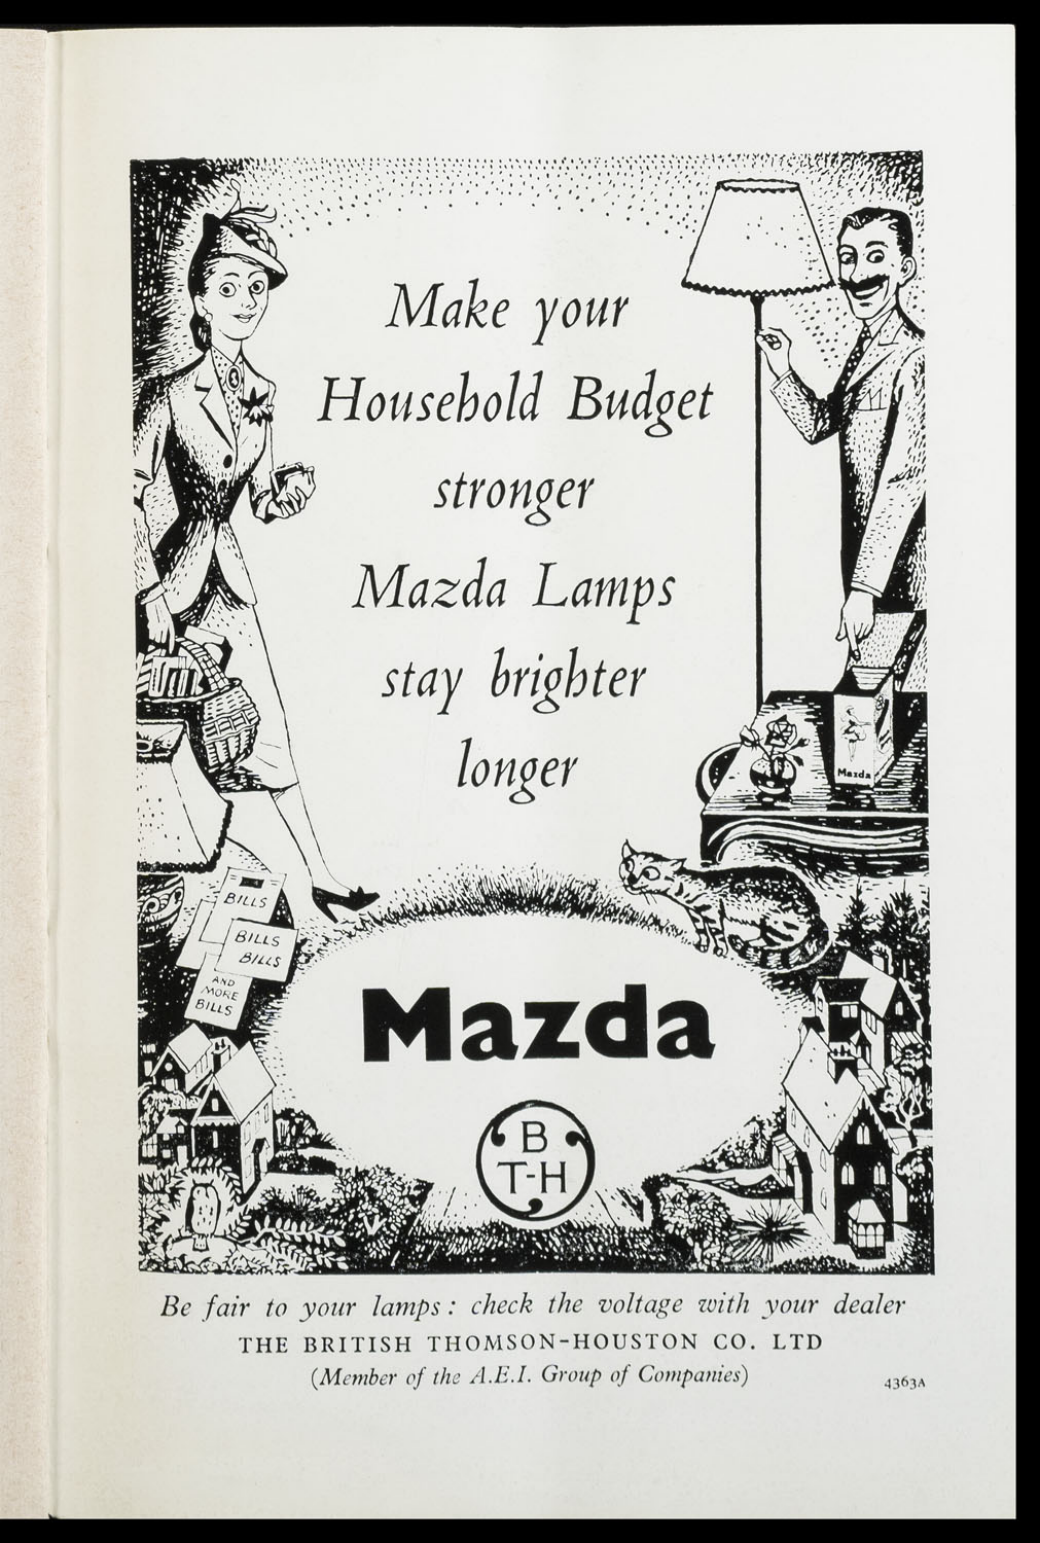 Make your
Household Budget
stronger
Mazda Lamps
stay brighter
longer
Mazda
BILLS
BILLS
BILLS
AND
MORE
BILLS
Mazda
B
T-H
Be fair to your lamps: check the voltage with your dealer
THE BRITISH THOMSON-HOUSTON CO. LTD
(Member of the A.E.I. Group of Companies)
4363A